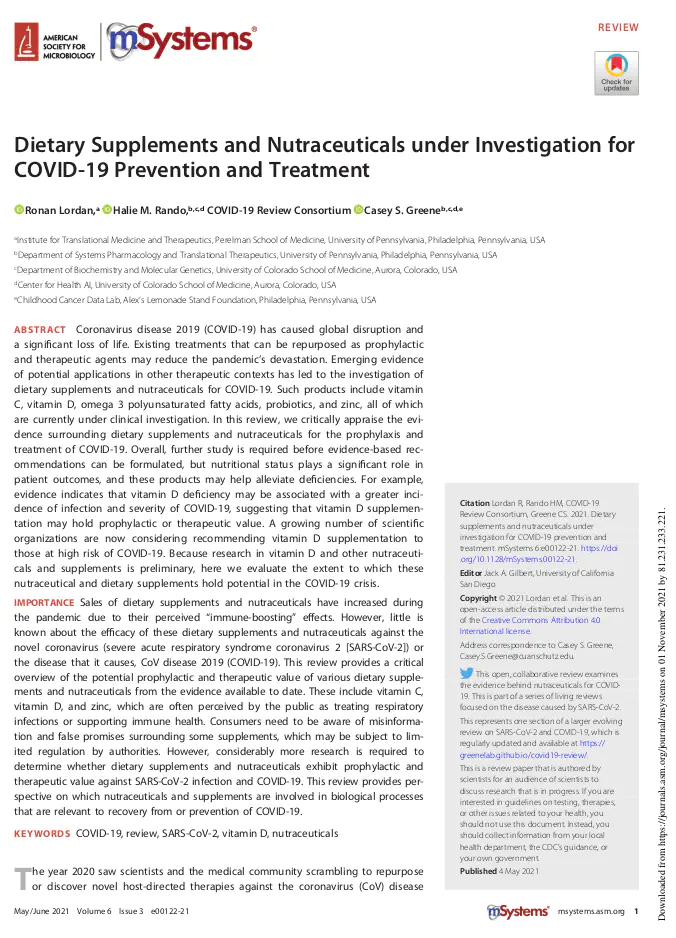 AMERICAN
SOCIETY FOR
MICROBIOLOGY
mSystems®
REVIEW
Check for
updates
Dietary Supplements and Nutraceuticals under Investigation for
COVID-19 Prevention and Treatment
Ronan Lordan,a Halie M. Rando,b,c,d COVID-19 Review Consortium Casey S. Greeneb,c,d,e
aInstitute for Translational Medicine and Therapeutics, Perelman School of Medicine, University of Pennsylvania, Philadelphia, Pennsylvania, USA
bDepartment of Systems Pharmacology and Translational Therapeutics, University of Pennsylvania, Philadelphia, Pennsylvania, USA
cDepartment of Biochemistry and Molecular Genetics, University of Colorado School of Medicine, Aurora, Colorado, USA
dCenter for Health AI, University of Colorado School of Medicine, Aurora, Colorado, USA
eChildhood Cancer Data Lab, Alex's Lemonade Stand Foundation, Philadelphia, Pennsylvania, USA
ABSTRACT Coronavirus disease 2019 (COVID-19) has caused global disruption and
a significant loss of life. Existing treatments that can be repurposed as prophylactic
and therapeutic agents may reduce the pandemic's devastation. Emerging evidence
of potential applications in other therapeutic contexts has led to the investigation of
dietary supplements and nutraceuticals for COVID-19. Such products include vitamin
C, vitamin D, omega 3 polyunsaturated fatty acids, probiotics, and zinc, all of which
are currently under clinical investigation. In this review, we critically appraise the evi-
dence surrounding dietary supplements and nutraceuticals for the prophylaxis and
treatment of COVID-19. Overall, further study is required before evidence-based rec-
ommendations can be formulated, but nutritional status plays a significant role in
patient outcomes, and these products may help alleviate deficiencies. For example,
evidence indicates that vitamin D deficiency may be associated with a greater inci-
dence of infection and severity of COVID-19, suggesting that vitamin D supplemen-
tation may hold prophylactic or therapeutic value. A growing number of scientific
organizations are now considering recommending vitamin D supplementation to
those at high risk of COVID-19. Because research in vitamin D and other nutraceuti-
cals and supplements is preliminary, here we evaluate the extent to which these
nutraceutical and dietary supplements hold potential in the COVID-19 crisis.
IMPORTANCE Sales of dietary supplements and nutraceuticals have increased during
the pandemic due to their perceived "immune-boosting" effects. However, little is
known about the efficacy of these dietary supplements and nutraceuticals against the
novel coronavirus (severe acute respiratory syndrome coronavirus 2 [SARS-CoV-2]) or
the disease that it causes, CoV disease 2019 (COVID-19). This review provides a critical
overview of the potential prophylactic and therapeutic value of various dietary supple-
ments and nutraceuticals from the evidence available to date. These include vitamin C,
vitamin D, and zinc, which are often perceived by the public as treating respiratory
infections or supporting immune health. Consumers need to be aware of misinforma-
tion and false promises surrounding some supplements, which may be subject to lim-
ited regulation by authorities. However, considerably more research is required to
determine whether dietary supplements and nutraceuticals exhibit prophylactic and
therapeutic value against SARS-CoV-2 infection and COVID-19. This review provides per-
spective on which nutraceuticals and supplements are involved in biological processes
that are relevant to recovery from or prevention of COVID-19.
KEYWORDS COVID-19, review, SARS-CoV-2, vitamin D, nutraceuticals
The year 2020 saw scientists and the medical community scrambling to repurpose
or discover novel host-directed therapies against the coronavirus (CoV) disease
Citation Lordan R, Rando HM, COVID-19
Review Consortium, Greene CS. 2021. Dietary
supplements and nutraceuticals under
investigation for COVID-19 prevention and
treatment. mSystems 6:e00122-21. https://doi
.org/10.1128/mSystems.00122-21.
Editor Jack A. Gilbert, University of California
San Diego
Copyright © 2021 Lordan et al. This is an
open-access article distributed under the terms
of the Creative Commons Attribution 4.0
International license.
Address correspondence to Casey S. Greene,
Casey.S.Greene@cuanschutz.edu.
This open, collaborative review examines
the evidence behind nutraceuticals for COVID-
19. This is part of a series of living reviews
focused on the disease caused by SARS-CoV-2.
This represents one section of a larger evolving
review on SARS-CoV-2 and COVID-19, which is
regularly updated and available at https://
greenelab.github.io/covid19-review/.
This is a review paper that is authored by
scientists for an audience of scientists to
discuss research that is in progress. If you are
interested in guidelines on testing, therapies,
or other issues related to your health, you
should not use this document. Instead, you
should collect information from your local
health department, the CDC's guidance, or
your own government.
Published 4 May 2021
May/June 2021 Volume 6 Issue 3 e00122-21
mSystems® msystems.asm.org 1
Downloaded from https://journals.asm.org/journal/msystems on 01 November 2021 by 81.231.233.221.